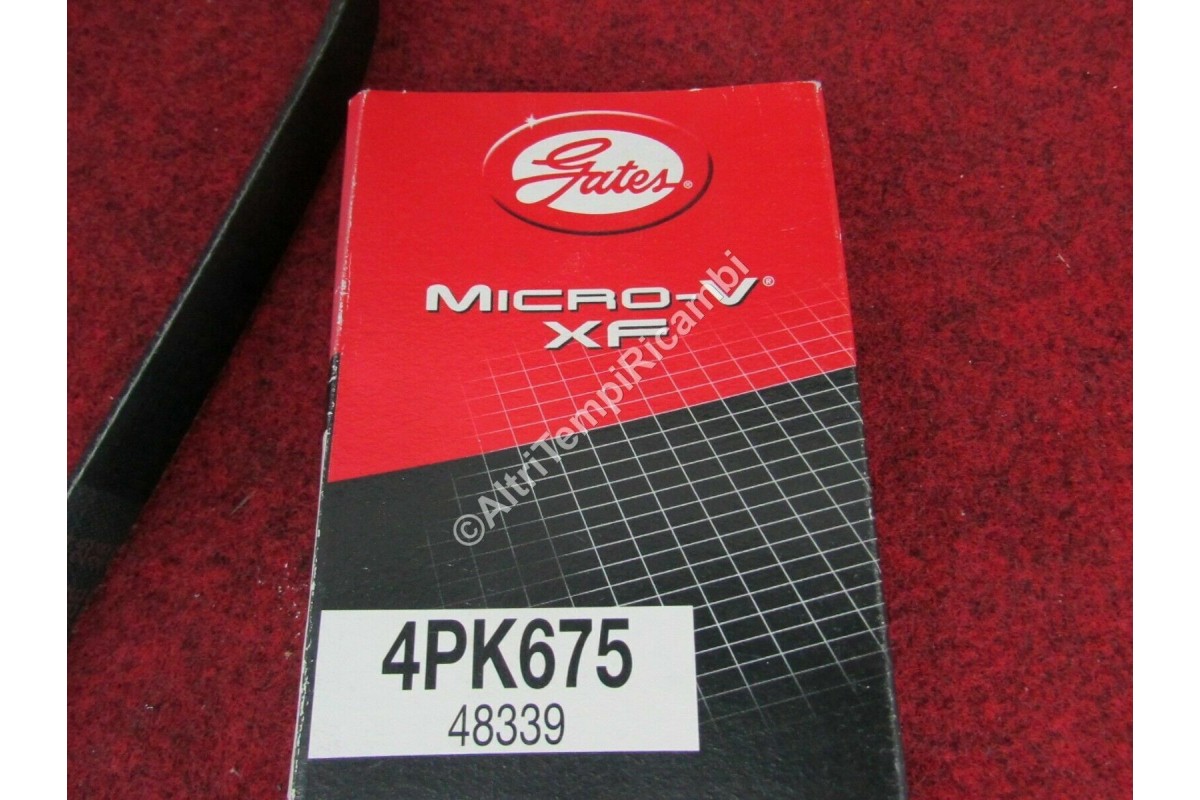 Gates®
MICRO-V®
XF
©AltriTempiRicambi
4PK675
48339